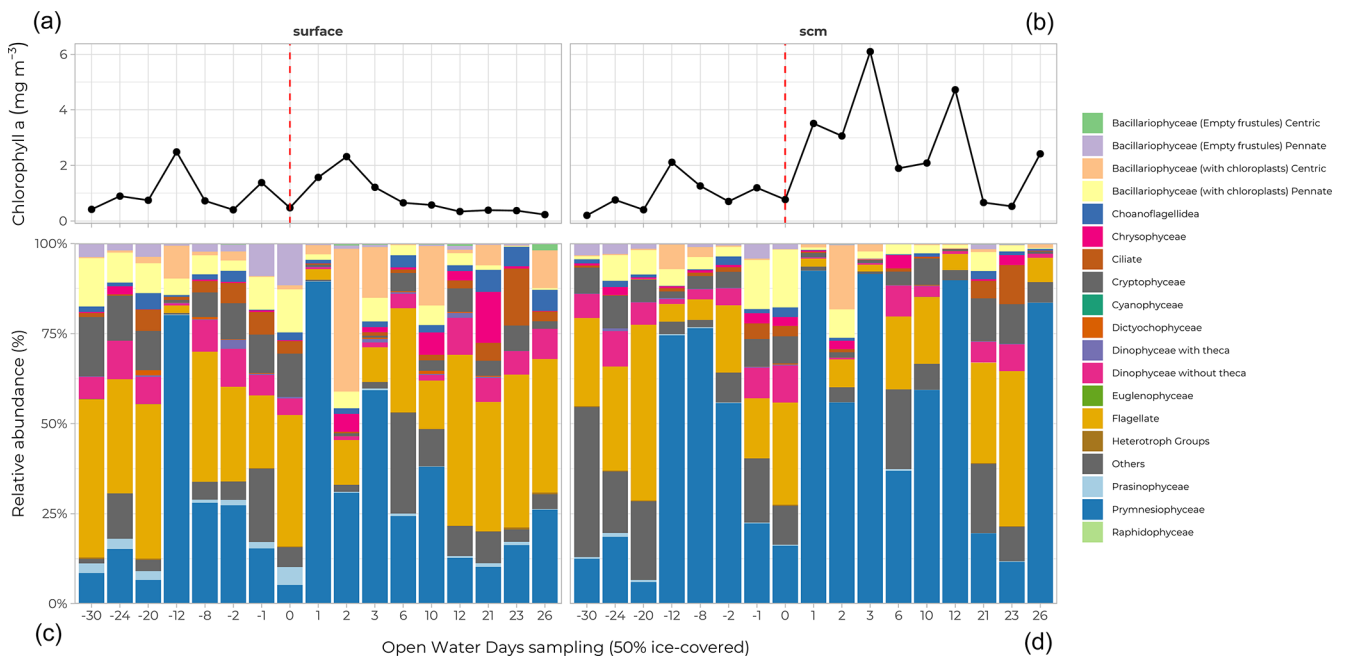 (a)
surface
scm
(b)
Chlorophyll a (mg m⁻³)
6
4
2
0
Relative abundance (%)
100%
75%
50%
25%
0%
-30 -24 -20 -12 -8 -2 -1 0 1 2 3 6 10 12 21 23 26
-30 -24 -20 -12 -8 -2 -1 0 1 2 3 6 10 12 21 23 26
(c)
Open Water Days sampling (50% ice-covered)
(d)
Bacillariophyceae (Empty frustules) Centric
Bacillariophyceae (Empty frustules) Pennate
Bacillariophyceae (with chloroplasts) Centric
Bacillariophyceae (with chloroplasts) Pennate
Choanoflagellidea
Chrysophyceae
Ciliate
Cryptophyceae
Cyanophyceae
Dictyochophyceae
Dinophyceae with theca
Dinophyceae without theca
Euglenophyceae
Flagellate
Heterotroph Groups
Others
Prasinophyceae
Prymnesiophyceae
Raphidophyceae